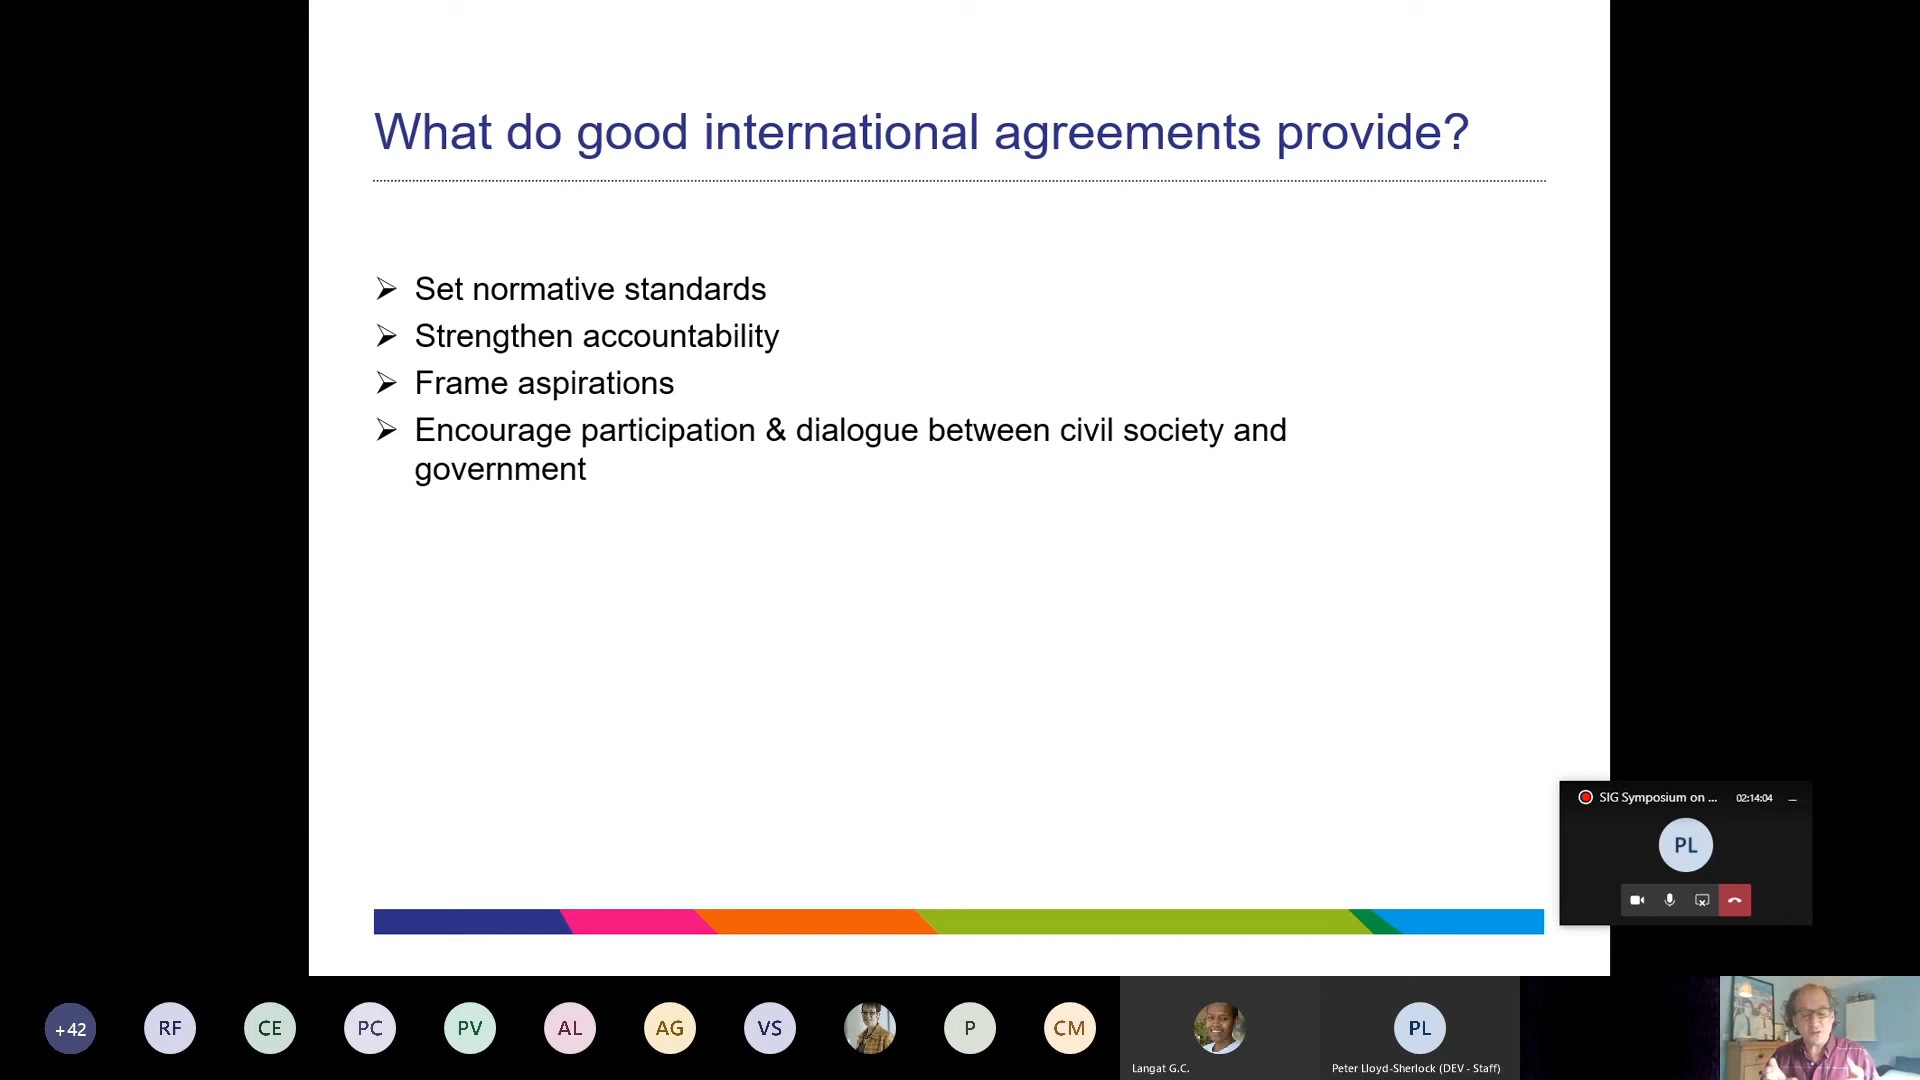 What do good international agreements provide?
Set normative standards
Strengthen accountability
Frame aspirations
Encourage participation & dialogue between civil society and
government
SIG Symposium on ...
02:14:04
PL
+42
RF
CE
PC
PV
AL
AG
VS
P
CM
PL
Langat G.C.
Peter Lloyd-Sherlock (DEV - Staff)